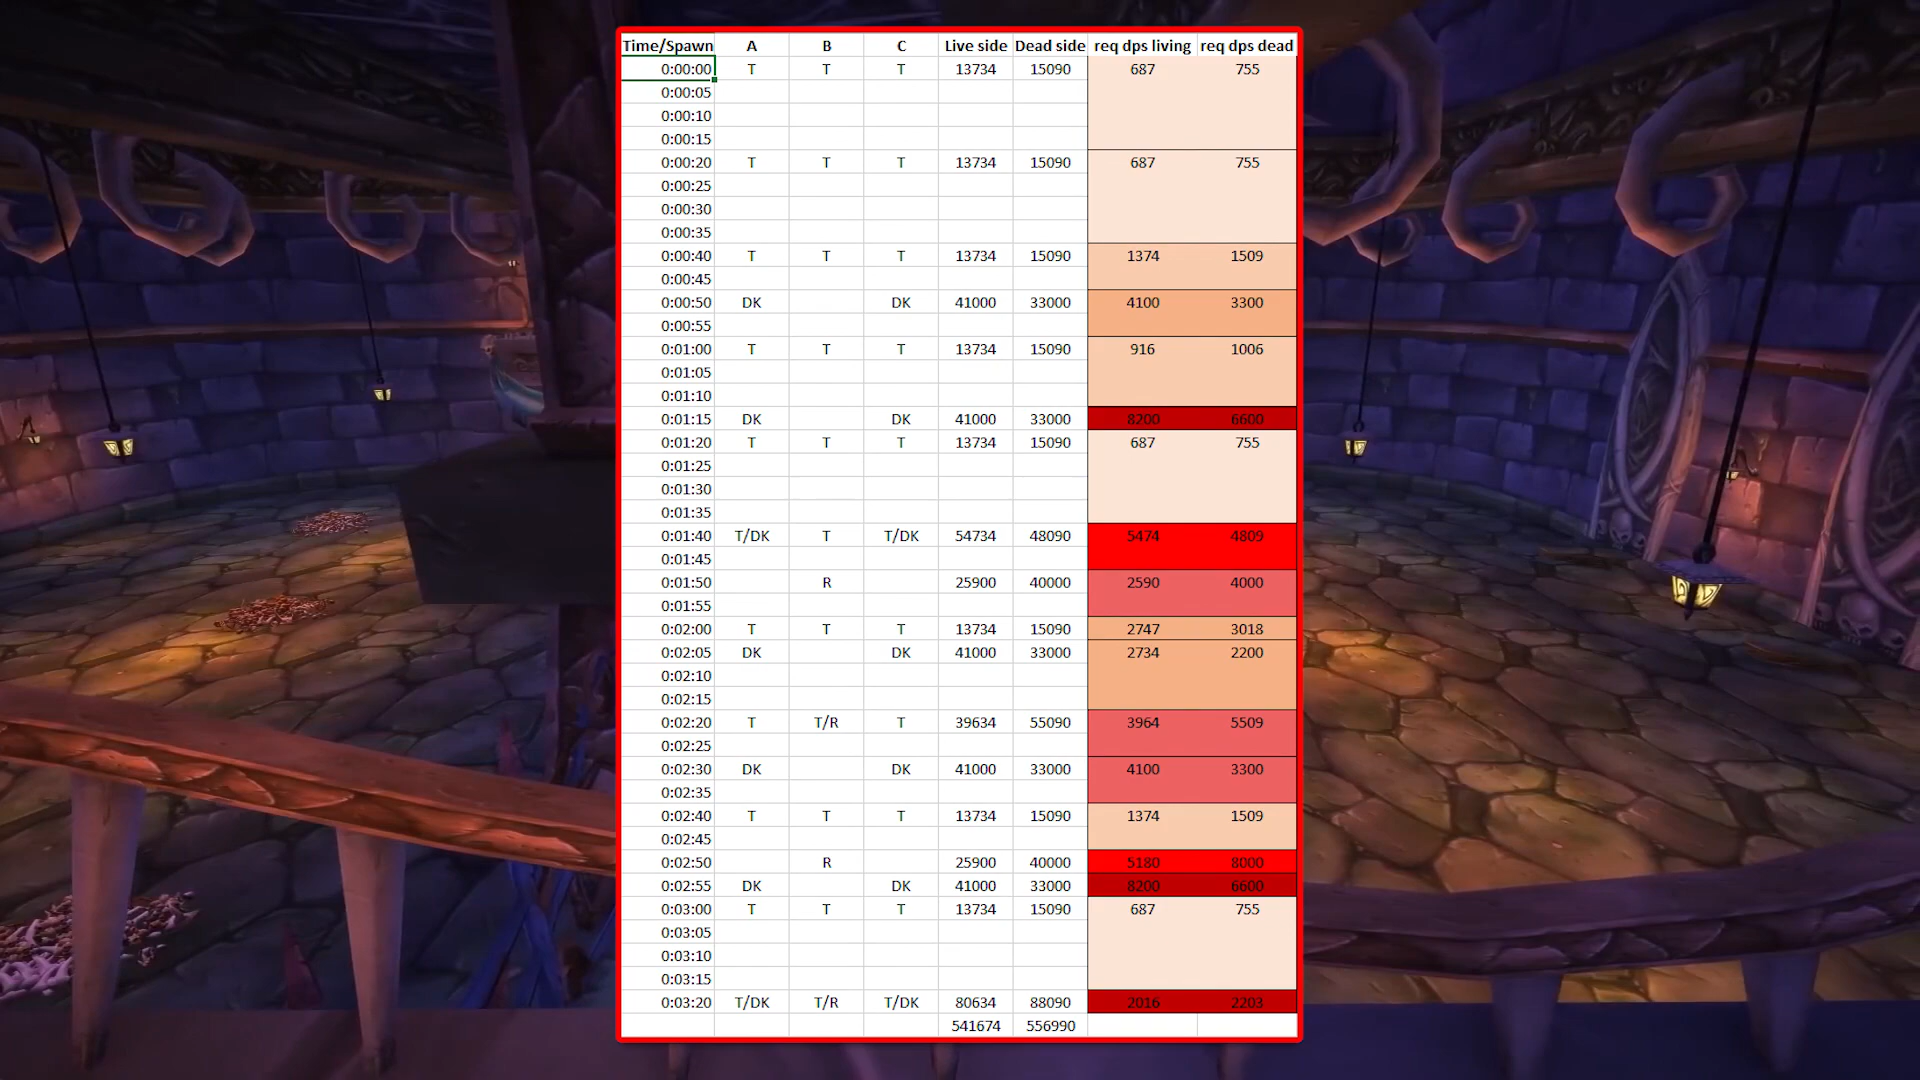 Time/Spawn A B C Live side Dead side req dps living req dps dead
0:00:00 T T T 13734 15090 687 755
0:00:05
0:00:10
0:00:15
0:00:20 T T T 13734 15090 687 755
0:00:25
0:00:30
0:00:35
0:00:40 T T T 13734 15090 1374 1509
0:00:45
0:00:50 DK DK 41000 33000 4100 3300
0:00:55
0:01:00 T T T 13734 15090 916 1006
0:01:05
0:01:10
0:01:15 DK DK 41000 33000 8200 6600
0:01:20 T T T 13734 15090 687 755
0:01:25
0:01:30
0:01:35
0:01:40 T/DK T T/DK 54734 48090 5474 4809
0:01:45
0:01:50 R 25900 40000 2590 4000
0:01:55
0:02:00 T T T 13734 15090 2747 3018
0:02:05 DK DK 41000 33000 2734 2200
0:02:10
0:02:15
0:02:20 T T/R T 39634 55090 3964 5509
0:02:25
0:02:30 DK DK 41000 33000 4100 3300
0:02:35
0:02:40 T T T 13734 15090 1374 1509
0:02:45
0:02:50 R 25900 40000 5180 8000
0:02:55 DK DK 41000 33000 8200 6600
0:03:00 T T T 13734 15090 687 755
0:03:05
0:03:10
0:03:15
0:03:20 T/DK T/R T/DK 80634 88090 2016 2203
541674 556990